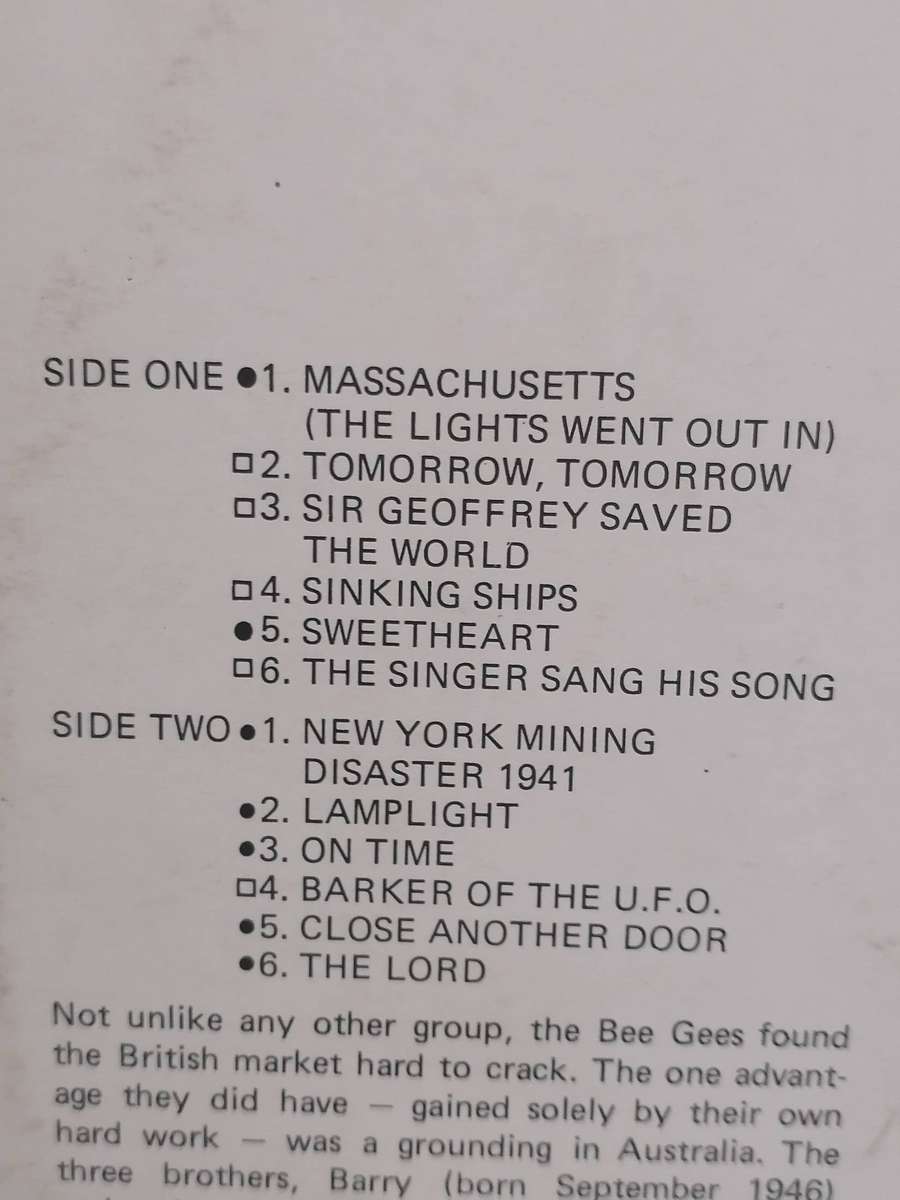 SIDE ONE ●1. MASSACHUSETTS
(THE LIGHTS WENT OUT IN)
□2. TOMORROW, TOMORROW
□3. SIR GEOFFREY SAVED
THE WORLD
□4. SINKING SHIPS
●5. SWEETHEART
□6. THE SINGER SANG HIS SONG
SIDE TWO ●1. NEW YORK MINING
DISASTER 1941
●2. LAMPLIGHT
●3. ON TIME
□4. BARKER OF THE U.F.O.
●5. CLOSE ANOTHER DOOR
●6. THE LORD
Not unlike any other group, the Bee Gees found
the British market hard to crack. The one advant-
age they did have — gained solely by their own
hard work — was a grounding in Australia. The
three brothers, Barry (born September 1946)